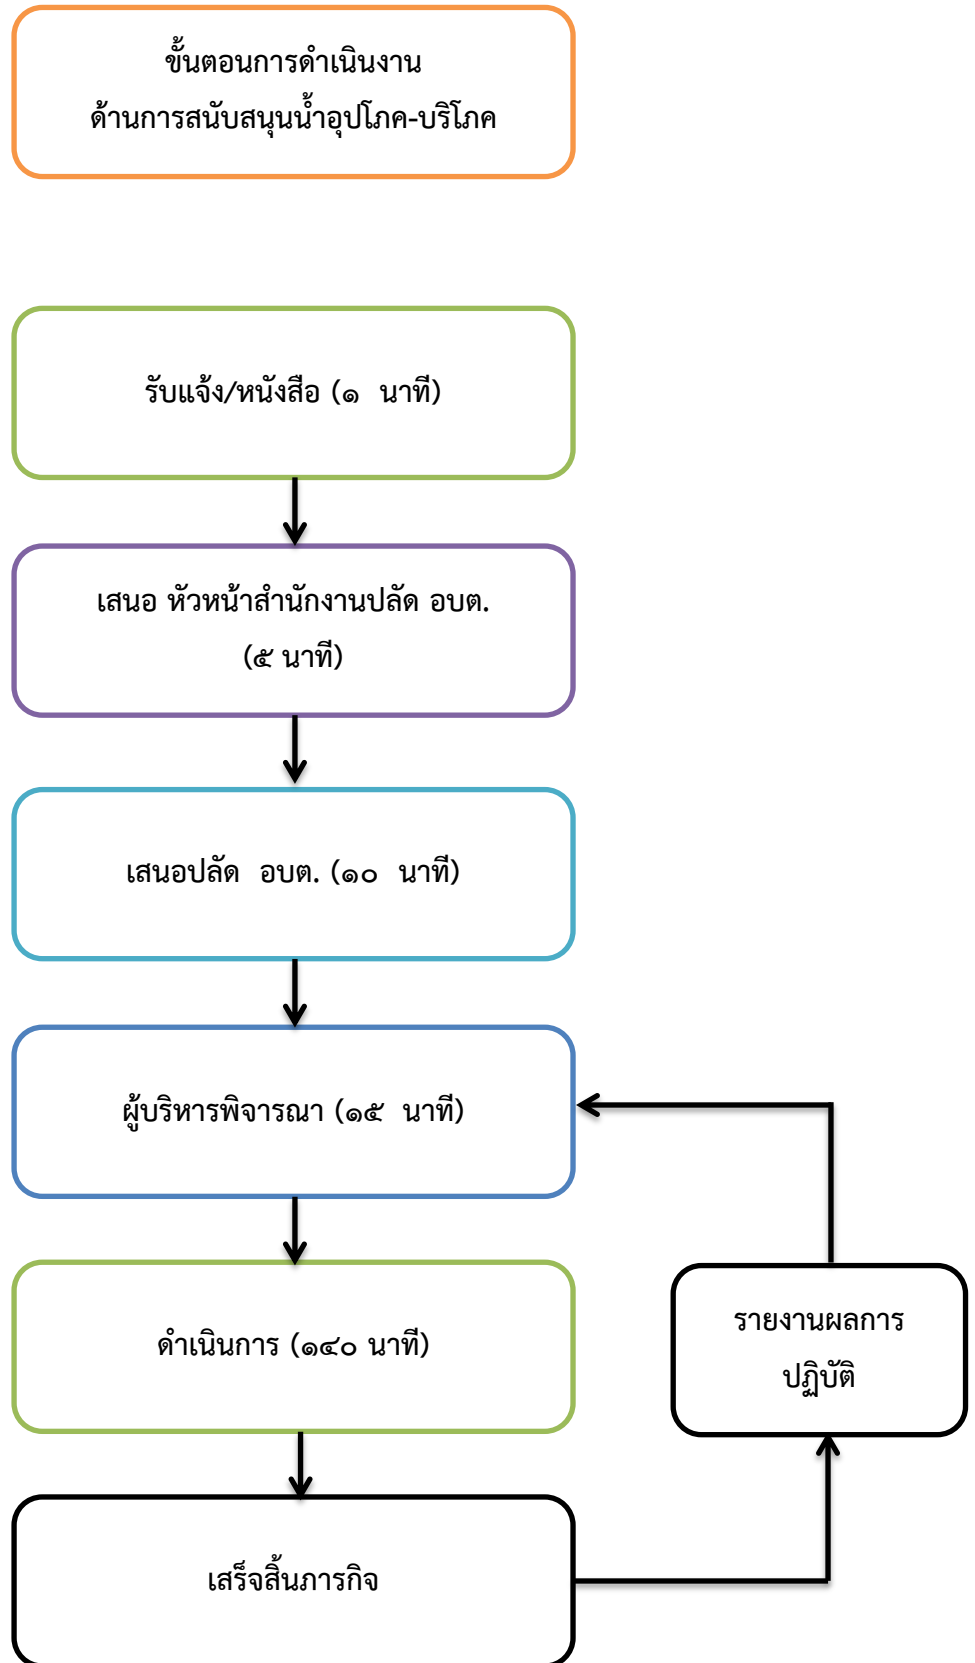 ขั้นตอนการดำเนินงาน
ด้านการสนับสนุนน้ำอุปโภค-บริโภค
รับแจ้ง/หนังสือ (๑ นาที)
เสนอ หัวหน้าสำนักงานปลัด อบต.
(๕ นาที)
เสนอปลัด อบต. (๑๐ นาที)
ผู้บริหารพิจารณา (๑๕ นาที)
ดำเนินการ (๑๔๐ นาที)
รายงานผลการ
ปฏิบัติ
เสร็จสิ้นภารกิจ